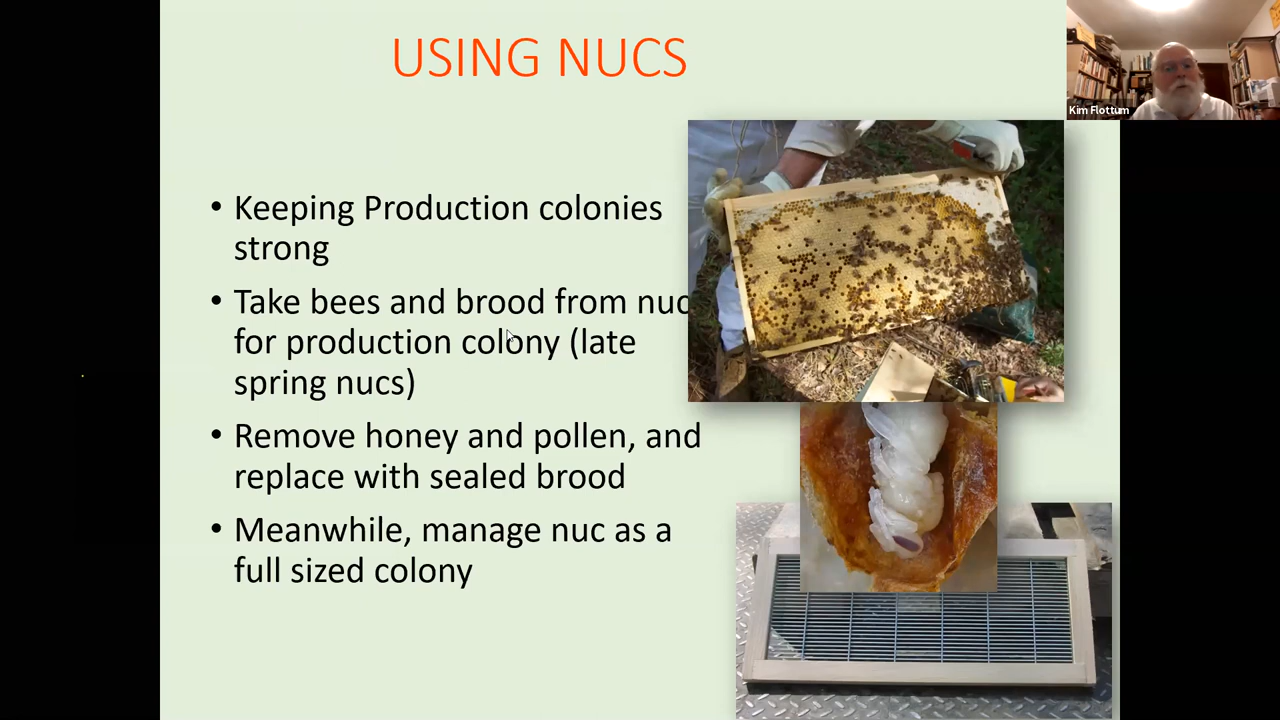 USING NUCS
Kim Flottum
• Keeping Production colonies
strong
• Take bees and brood from nuc
for production colony (late
spring nucs)
• Remove honey and pollen, and
replace with sealed brood
• Meanwhile, manage nuc as a
full sized colony